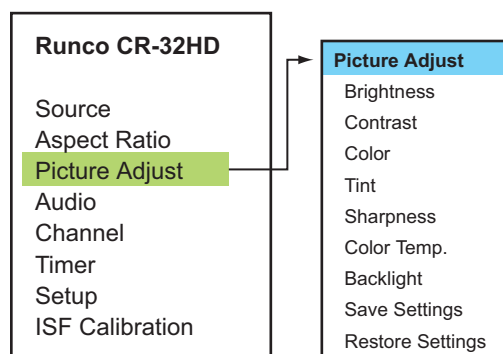 Runco CR-32HD
Source
Aspect Ratio
Picture Adjust
Audio
Channel
Timer
Setup
ISF Calibration
Picture Adjust
Brightness
Contrast
Color
Tint
Sharpness
Color Temp.
Backlight
Save Settings
Restore Settings